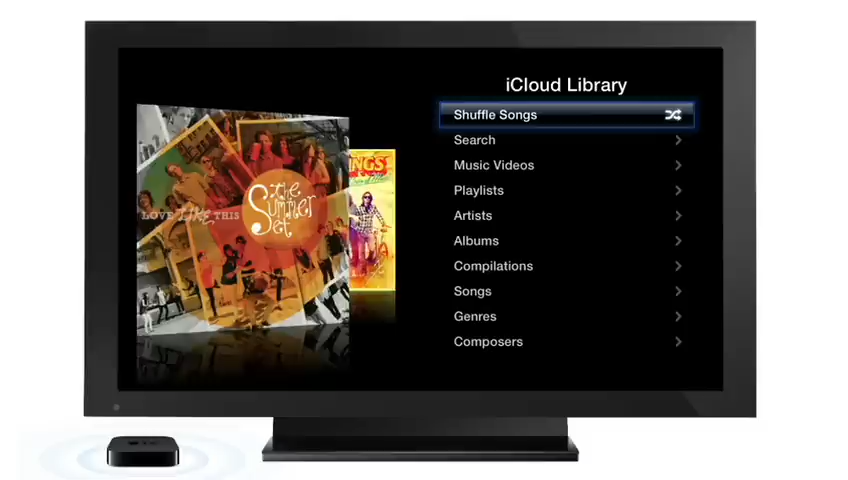 iCloud Library
Shuffle Songs
Search
Music Videos
Playlists
Artists
Albums
Compilations
Songs
Genres
Composers
LOVE LIKE THIS
the
Summer
Set